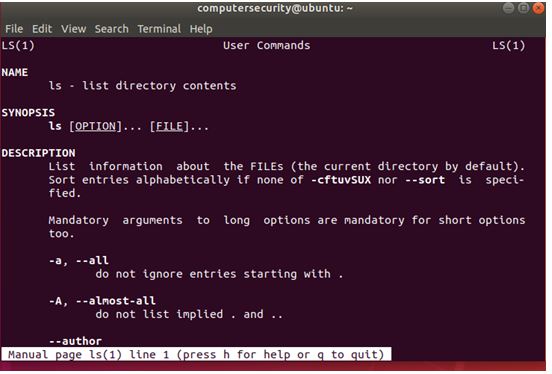 computersecurity@ubuntu: ~
File Edit View Search Terminal Help
LS(1) User Commands LS(1)
NAME
ls - list directory contents
SYNOPSIS
ls [OPTION]... [FILE]...
DESCRIPTION
List information about the FILEs (the current directory by default).
Sort entries alphabetically if none of -cftuvSUX nor --sort is speci-
fied.
Mandatory arguments to long options are mandatory for short options
too.
-a, --all
do not ignore entries starting with .
-A, --almost-all
do not list implied . and ..
--author
Manual page ls(1) line 1 (press h for help or q to quit)